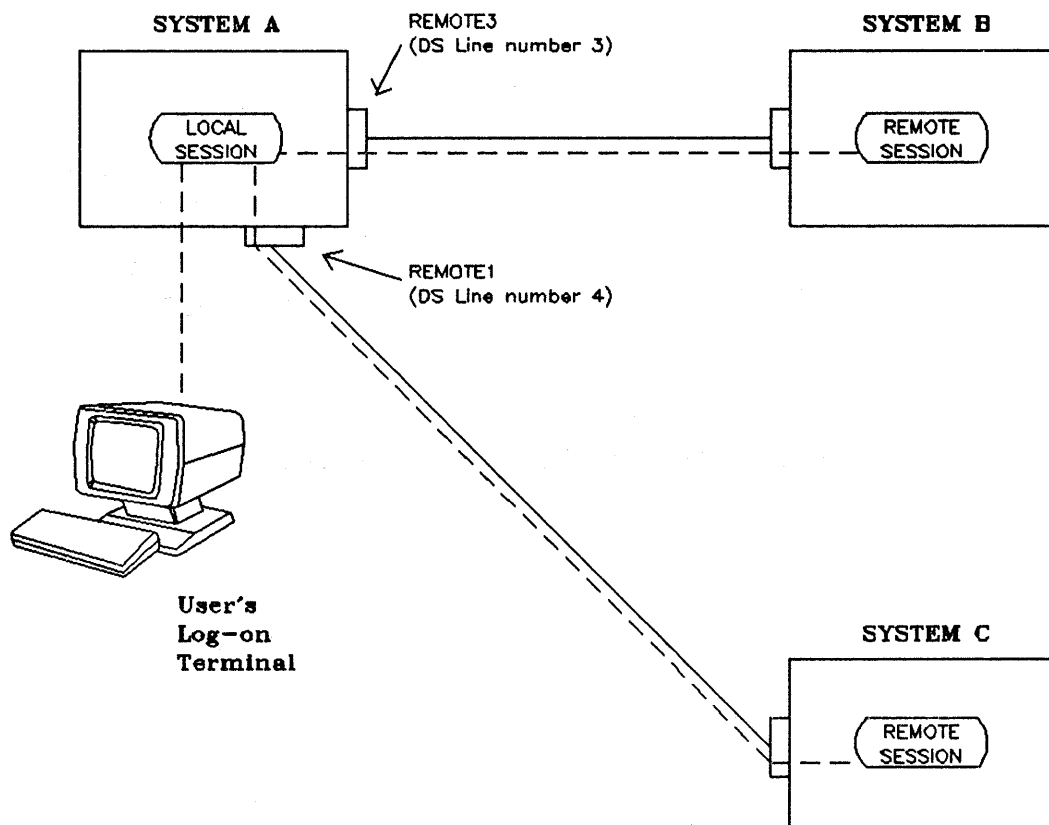 SYSTEM A
REMOTE3
(DS Line number 3)
SYSTEM B
LOCAL
SESSION
REMOTE
SESSION
REMOTE1
(DS Line number 4)
User's
Log-on
Terminal
SYSTEM C
REMOTE
SESSION